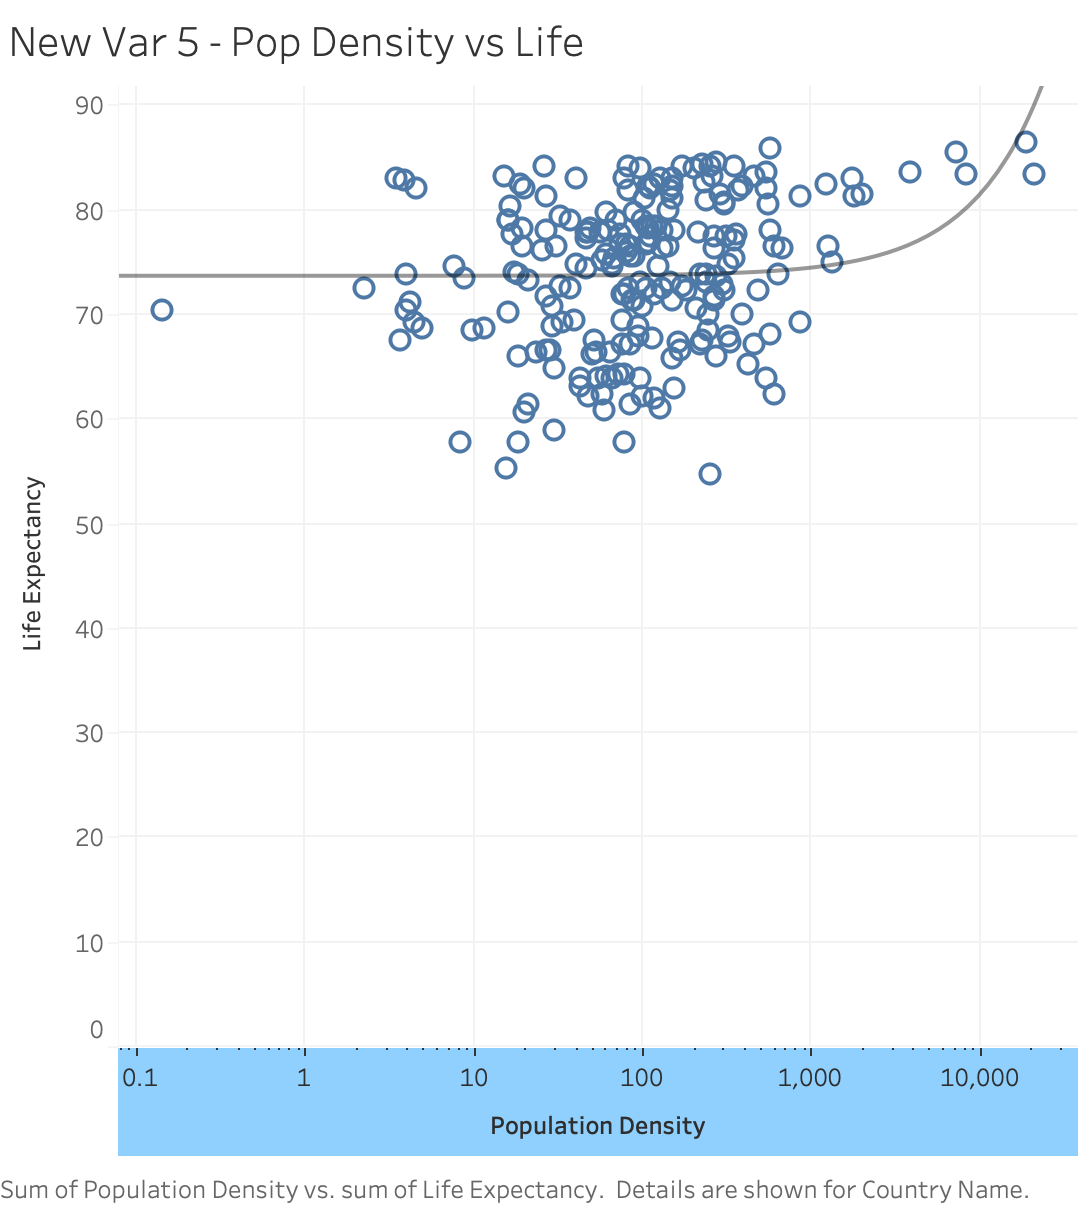 New Var 5 - Pop Density vs Life
90
80
70
60
50
40
30
20
10
0
Life Expectancy
0.1 1 10 100 1,000 10,000
Population Density
Sum of Population Density vs. sum of Life Expectancy.  Details are shown for Country Name.